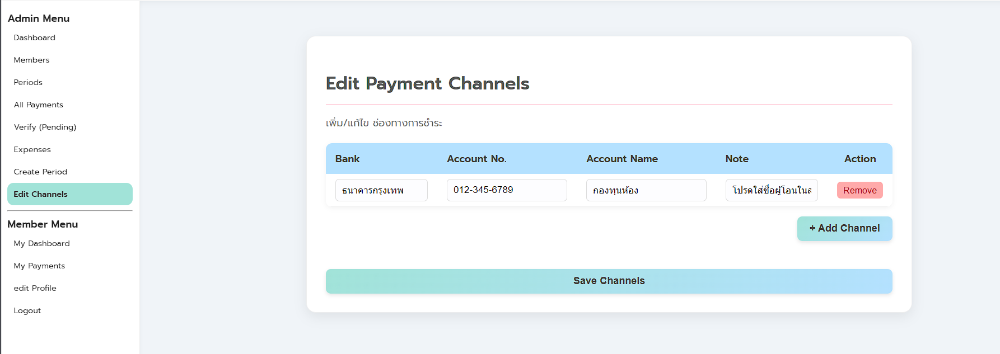 Admin Menu
Dashboard
Members
Periods
All Payments
Verify (Pending)
Expenses
Create Period
Edit Channels
Member Menu
My Dashboard
My Payments
edit Profile
Logout
Edit Payment Channels
เพิ่ม/แก้ไข ช่องทางการชำระ
Bank Account No. Account Name Note Action
ธนาคารกรุงเทพ 012-345-6789 กองทุนห้อง โปรดใส่ชื่อผู้โอนใน Remove
+ Add Channel
Save Channels